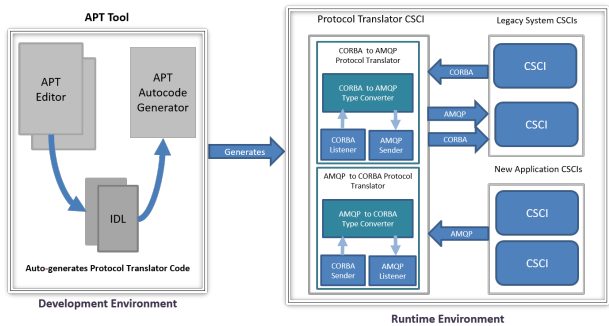 APT Tool
APT
Editor
APT
Autocode
Generator
IDL
Auto-generates Protocol Translator Code
Development Environment
Generates
Protocol Translator CSCI
CORBA to AMQP
Protocol Translator
CORBA to AMQP
Type Converter
CORBA
Listener
AMQP
Sender
AMQP to CORBA Protocol
Translator
AMQP to CORBA
Type Converter
CORBA
Sender
AMQP
Listener
CORBA
AMQP
CORBA
AMQP
Legacy System CSCIs
CSCI
CSCI
New Application CSCIs
CSCI
CSCI
Runtime Environment